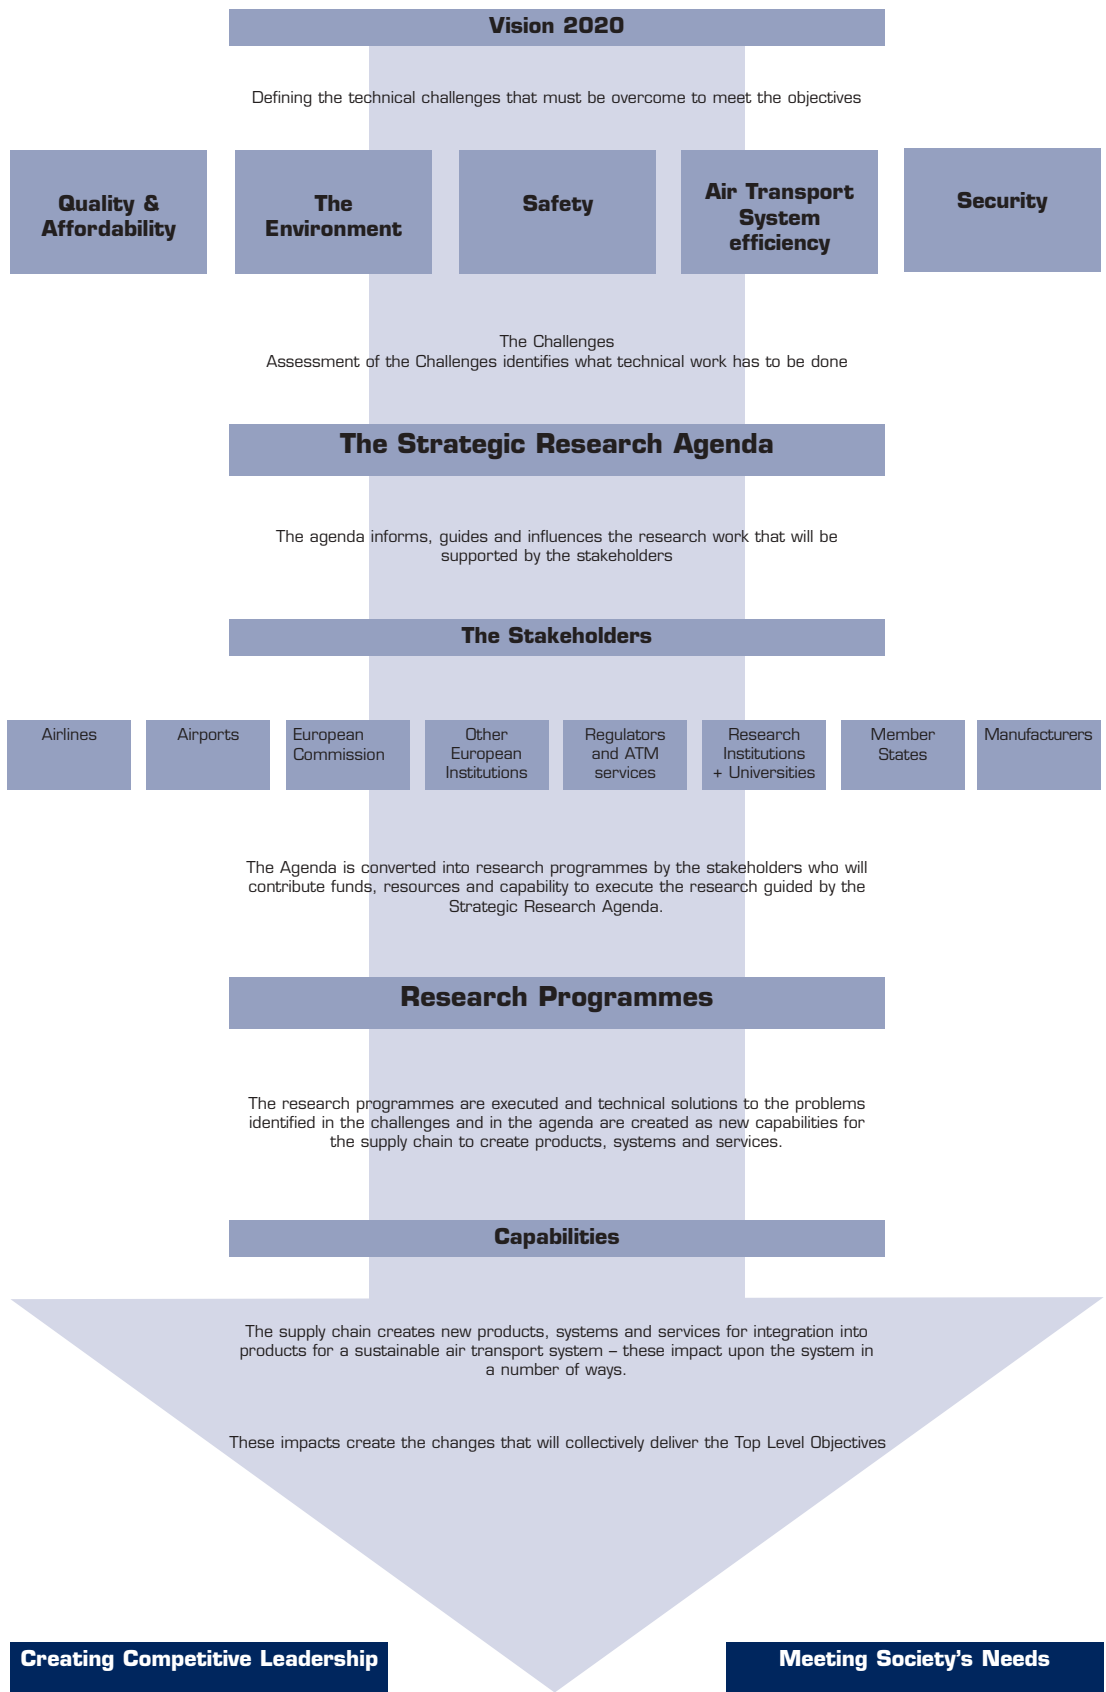 Vision 2020
Defining the technical challenges that must be overcome to meet the objectives
Quality &
Affordability
The
Environment
Safety
Air Transport
System
efficiency
Security
The Challenges
Assessment of the Challenges identifies what technical work has to be done
The Strategic Research Agenda
The agenda informs, guides and influences the research work that will be
supported by the stakeholders
The Stakeholders
Airlines
Airports
European
Commission
Other
European
Institutions
Regulators
and ATM
services
Research
Institutions
+ Universities
Member
States
Manufacturers
The Agenda is converted into research programmes by the stakeholders who will
contribute funds, resources and capability to execute the research guided by the
Strategic Research Agenda.
Research Programmes
The research programmes are executed and technical solutions to the problems
identified in the challenges and in the agenda are created as new capabilities for
the supply chain to create products, systems and services.
Capabilities
The supply chain creates new products, systems and services for integration into
products for a sustainable air transport system – these impact upon the system in
a number of ways.
These impacts create the changes that will collectively deliver the Top Level Objectives
Creating Competitive Leadership
Meeting Society’s Needs